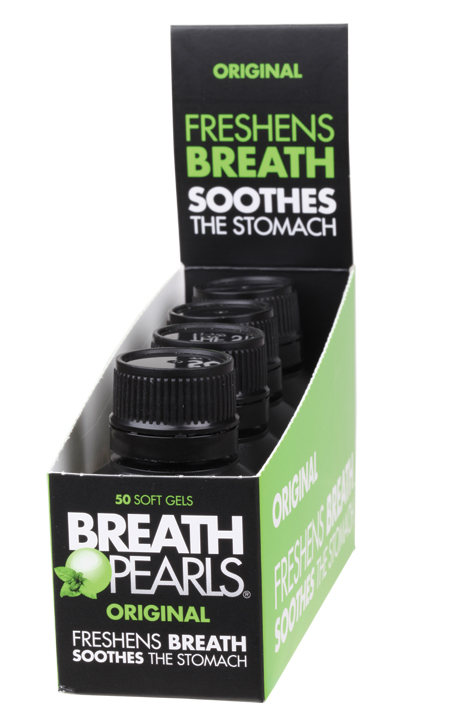 ORIGINAL
FRESHENS
BREATH
SOOTHES
THE STOMACH
50 SOFT GELS
BREATH
PEARLS®
ORIGINAL
FRESHENS BREATH
SOOTHES THE STOMACH
ORIGINAL
FRESHENS BREATH
SOOTHES THE STOMACH